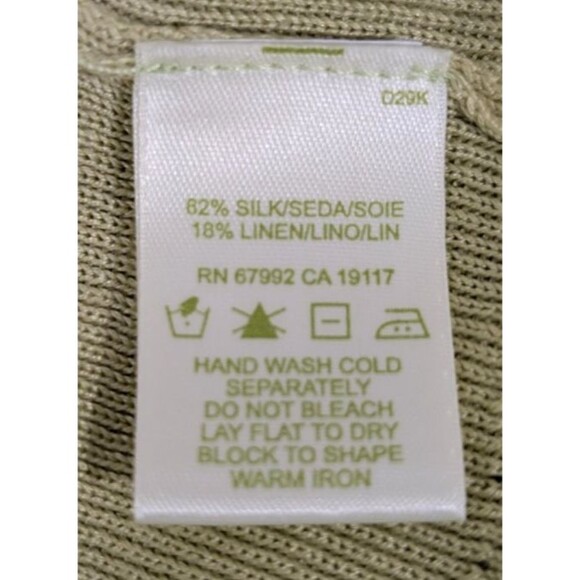 D29K
82% SILK/SEDA/SOIE
18% LINEN/LINO/LIN
RN 67992 CA 19117
HAND WASH COLD
SEPARATELY
DO NOT BLEACH
LAY FLAT TO DRY
BLOCK TO SHAPE
WARM IRON